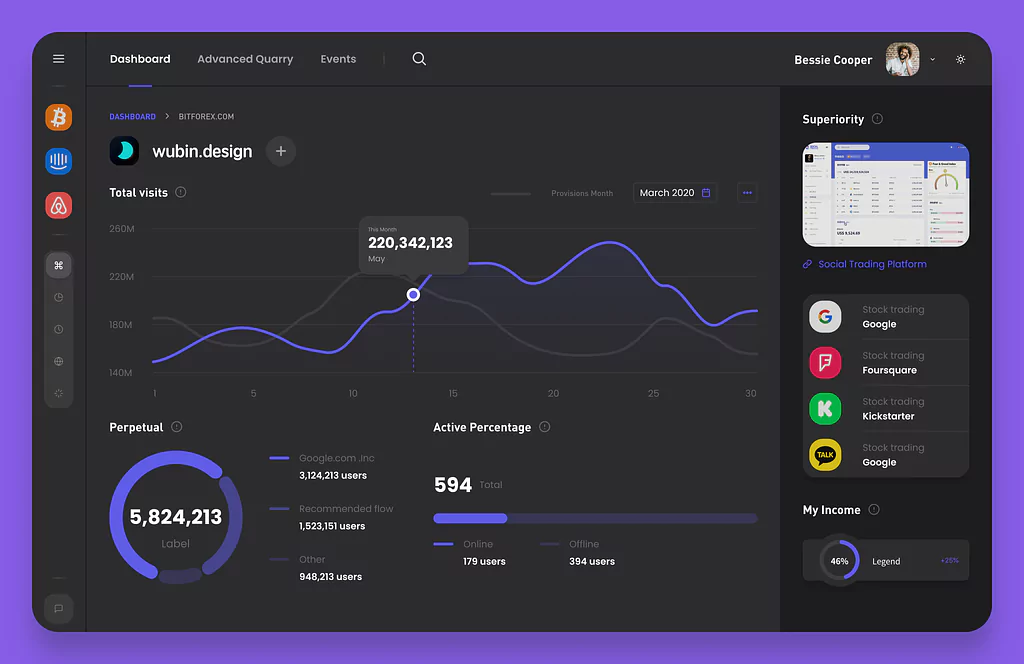 Dashboard
Advanced Quarry
Events
Bessie Cooper
DASHBOARD
BITFOREX.COM
wubin.design
Total visits
Provisions Month
March 2020
260M
220M
180M
140M
This Month
220,342,123
May
1
5
10
15
20
25
30
Perpetual
5,824,213
Label
Google.com .Inc
3,124,213 users
Recommended flow
1,523,151 users
Other
948,213 users
Active Percentage
594 Total
Online
179 users
Offline
394 users
Superiority
Social Trading Platform
Stock trading
Google
Stock trading
Foursquare
Stock trading
Kickstarter
TALK
Stock trading
Google
My Income
46%
Legend
+25%